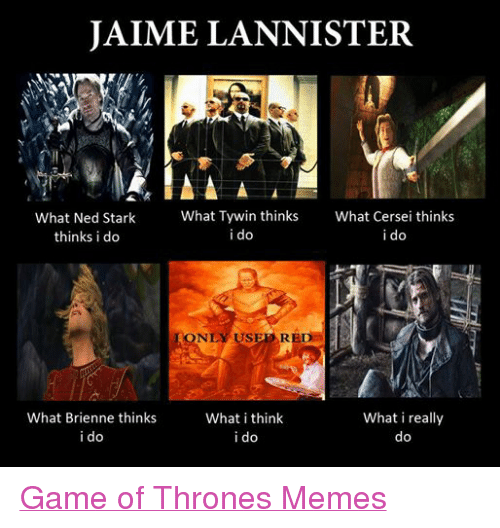 JAIME LANNISTER
What Ned Stark
thinks i do
What Tywin thinks
i do
What Cersei thinks
i do
I ONLY USED RED
What Brienne thinks
i do
What i think
i do
What i really
do
Game of Thrones Memes